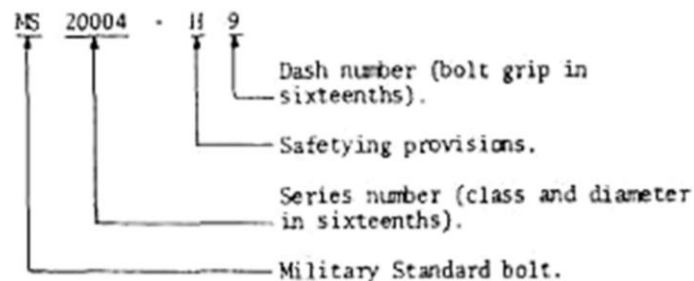 MS 20004 - H 9
Dash number (bolt grip in
sixteenths).
Safetying provisions.
Series number (class and diameter
in sixteenths).
Military Standard bolt.